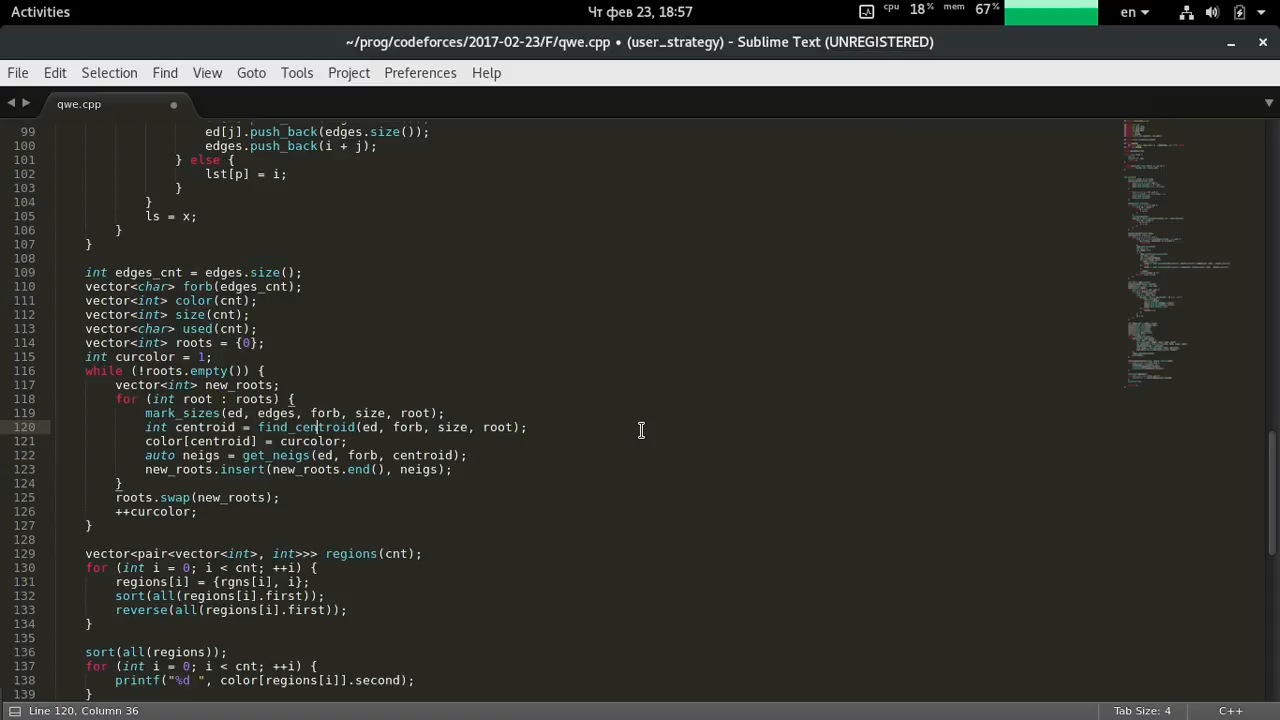 Activities
Чт фев 23, 18:57
cpu 18% mem 67%
en
~/prog/codeforces/2017-02-23/F/qwe.cpp • (user_strategy) - Sublime Text (UNREGISTERED)
File Edit Selection Find View Goto Tools Project Preferences Help
qwe.cpp
99 ed[j].push_back(edges.size());
100 edges.push_back(i + j);
101 } else {
102 lst[p] = i;
103 }
104 }
105 ls = x;
106 }
107 }
108
109 int edges_cnt = edges.size();
110 vector<char> forb(edges_cnt);
111 vector<int> color(cnt);
112 vector<int> size(cnt);
113 vector<char> used(cnt);
114 vector<int> roots = {0};
115 int curcolor = 1;
116 while (!roots.empty()) {
117 vector<int> new_roots;
118 for (int root : roots) {
119 mark_sizes(ed, edges, forb, size, root);
120 int centroid = find_centroid(ed, forb, size, root);
121 color[centroid] = curcolor;
122 auto neigs = get_neigs(ed, forb, centroid);
123 new_roots.insert(new_roots.end(), neigs);
124 }
125 roots.swap(new_roots);
126 ++curcolor;
127 }
128
129 vector<pair<vector<int>, int>>> regions(cnt);
130 for (int i = 0; i < cnt; ++i) {
131 regions[i] = {rgns[i], i};
132 sort(all(regions[i].first));
133 reverse(all(regions[i].first));
134 }
135
136 sort(all(regions));
137 for (int i = 0; i < cnt; ++i) {
138 printf("%d ", color[regions[i]].second);
139 }
Line 120, Column 36
Tab Size: 4
C++